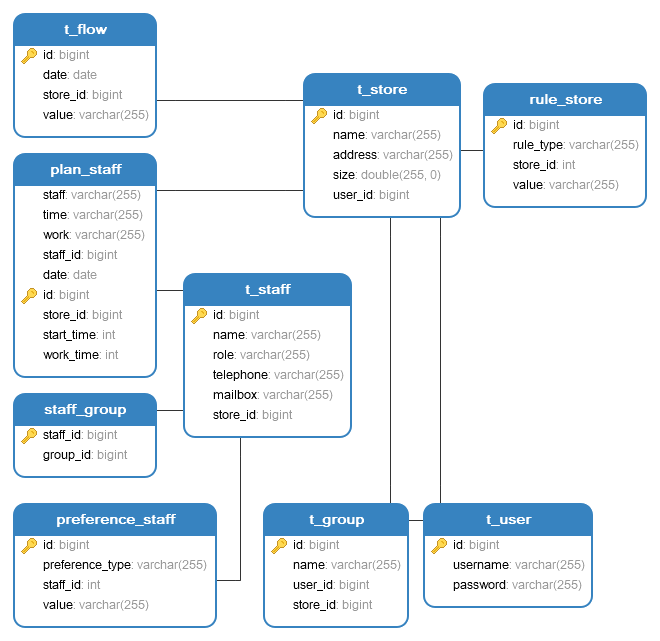 t_flow
id: bigint
date: date
store_id: bigint
value: varchar(255)
t_store
id: bigint
name: varchar(255)
address: varchar(255)
size: double(255, 0)
user_id: bigint
rule_store
id: bigint
rule_type: varchar(255)
store_id: int
value: varchar(255)
plan_staff
staff: varchar(255)
time: varchar(255)
work: varchar(255)
staff_id: bigint
date: date
id: bigint
store_id: bigint
start_time: int
work_time: int
t_staff
id: bigint
name: varchar(255)
role: varchar(255)
telephone: varchar(255)
mailbox: varchar(255)
store_id: bigint
staff_group
staff_id: bigint
group_id: bigint
preference_staff
id: bigint
preference_type: varchar(255)
staff_id: int
value: varchar(255)
t_group
id: bigint
name: varchar(255)
user_id: bigint
store_id: bigint
t_user
id: bigint
username: varchar(255)
password: varchar(255)